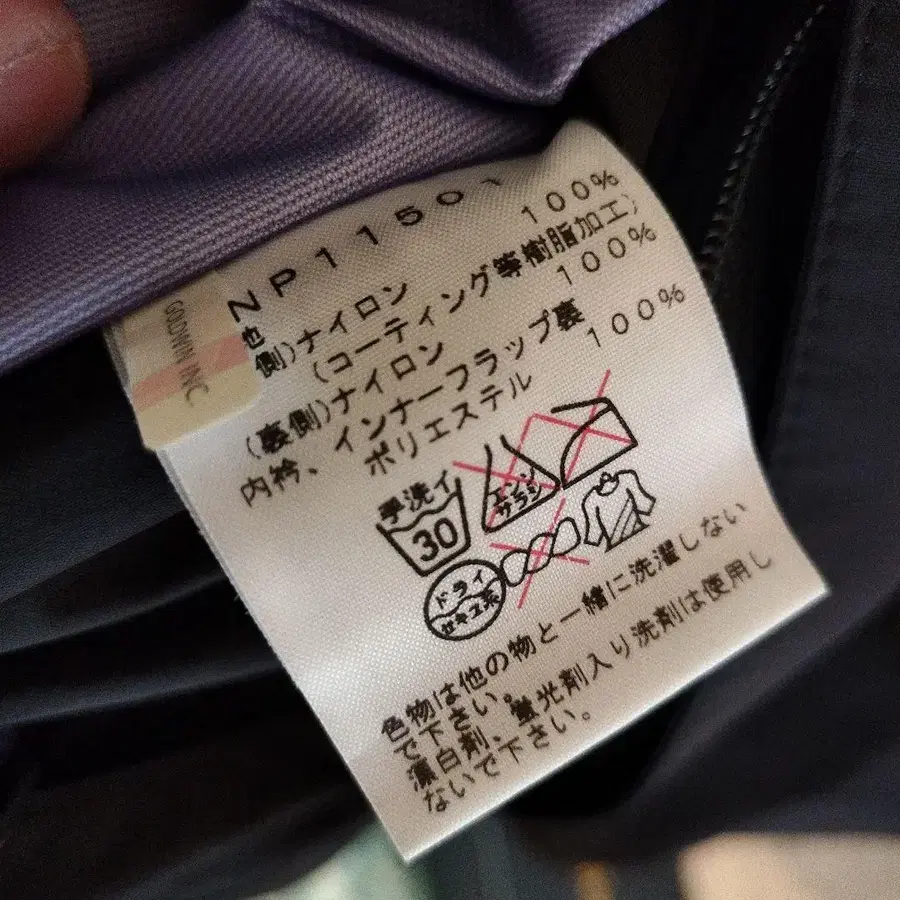 NP11501
GOLDWIN INC.
地
側)ナイロン 100%
(コーティング等樹脂加工)
(裏側)ナイロン 100%
内衿、インナーフラップ裏
ポリエステル 100%
手洗イ
30
エンソ
サラシ
ドライ
セキユ系
色物は他の物と一緒に洗濯しない
で下さい。
漂白剤、蛍光剤入り洗剤は使用し
ないで下さい。